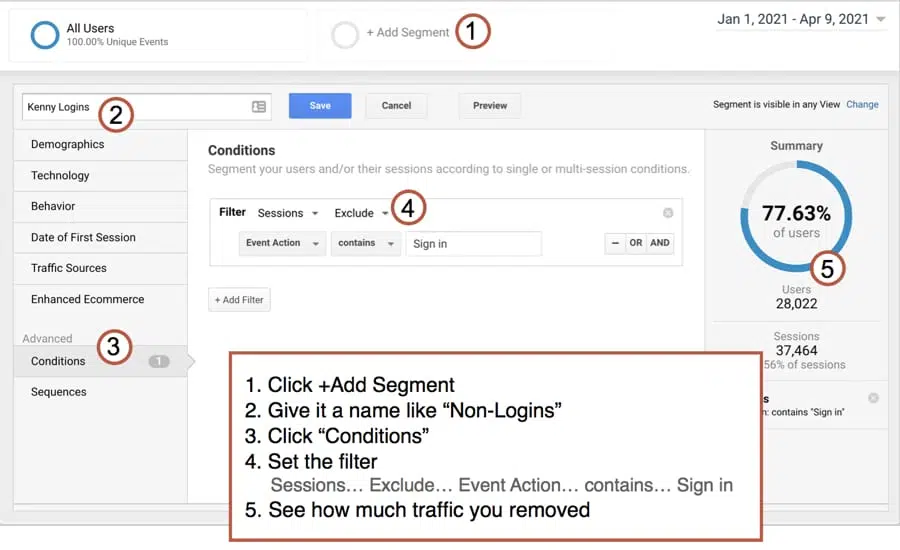 All Users
100.00% Unique Events
+ Add Segment
1
Jan 1, 2021 - Apr 9, 2021
Kenny Logins
2
Save
Cancel
Preview
Segment is visible in any View Change
Demographics
Technology
Behavior
Date of First Session
Traffic Sources
Enhanced Ecommerce
Advanced
3
Conditions
1
Sequences
Conditions
Segment your users and/or their sessions according to single or multi-session conditions.
Filter Sessions Exclude
4
Event Action contains Sign in
− OR AND
+ Add Filter
Summary
77.63%
of users
5
Users
28,022
Sessions
37,464
56% of sessions
contains "Sign in"
1. Click +Add Segment
2. Give it a name like “Non-Logins”
3. Click “Conditions”
4. Set the filter
Sessions… Exclude… Event Action… contains… Sign in
5. See how much traffic you removed